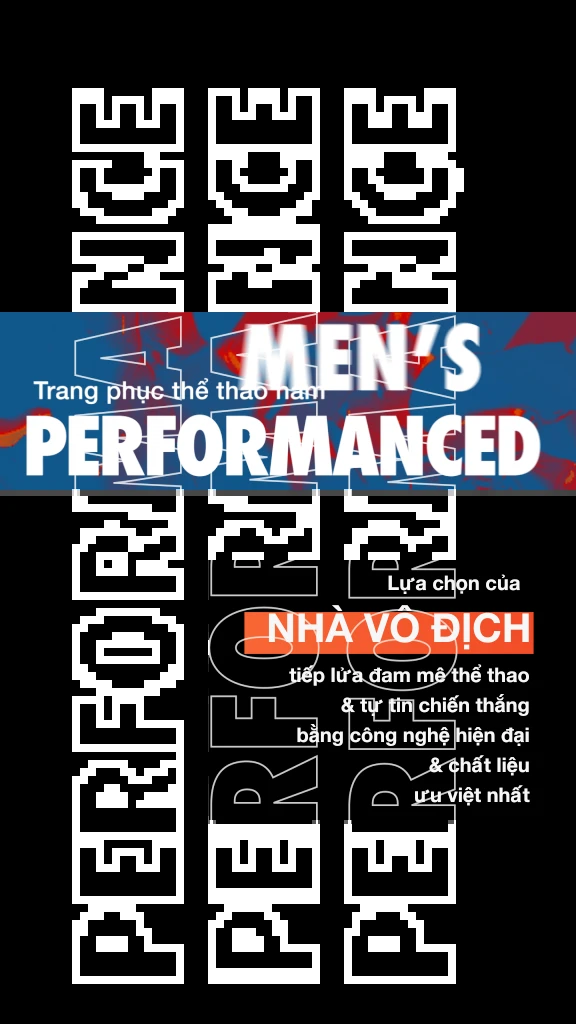 MEN'S
Trang phục thể thao nam
PERFORMANCED
Lựa chọn của
NHÀ VÔ ĐỊCH
tiếp lửa đam mê thể thao
& tự tin chiến thắng
bằng công nghệ hiện đại
& chất liệu
ưu việt nhất
PERFORMANCE
PERFORMANCE
PERFORMANCE